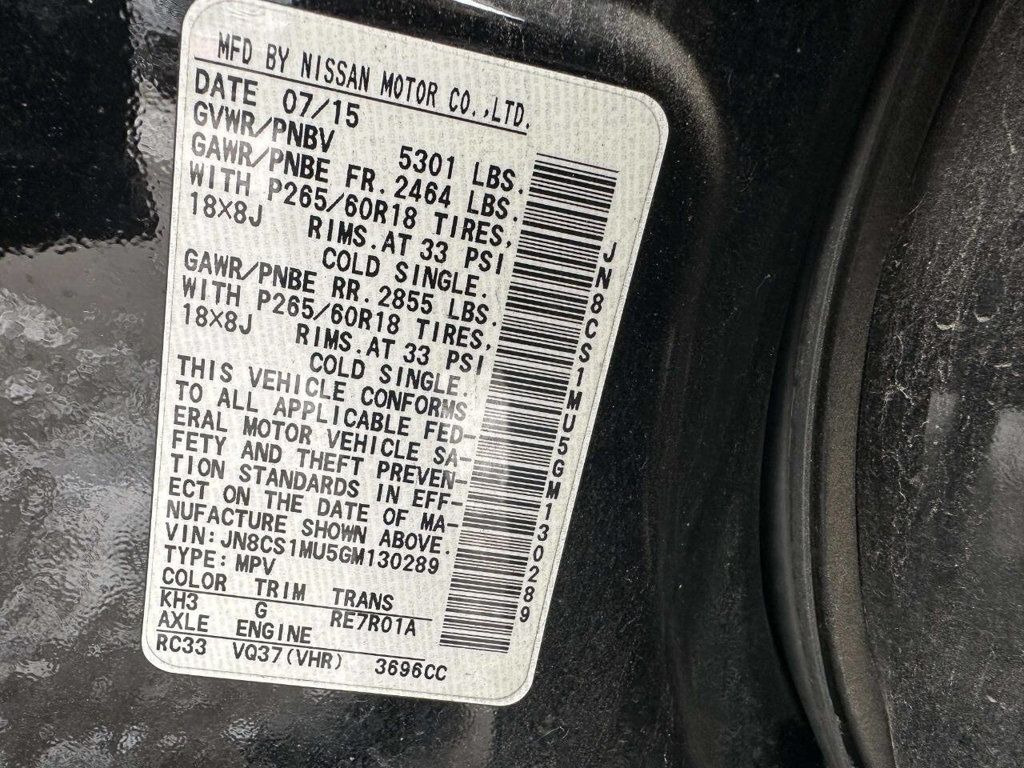 MFD BY NISSAN MOTOR CO.,LTD.
DATE 07/15
GVWR/PNBV 5301 LBS.
GAWR/PNBE FR. 2464 LBS.
WITH P265/60R18 TIRES,
18X8J RIMS.AT 33 PSI
COLD SINGLE.
GAWR/PNBE RR. 2855 LBS.
WITH P265/60R18 TIRES,
18X8J RIMS.AT 33 PSI
COLD SINGLE.
THIS VEHICLE CONFORMS
TO ALL APPLICABLE FED-
ERAL MOTOR VEHICLE SA-
FETY AND THEFT PREVEN-
TION STANDARDS IN EFF-
ECT ON THE DATE OF MA-
NUFACTURE SHOWN ABOVE.
VIN:JN8CS1MU5GM130289
TYPE:MPV
COLOR TRIM TRANS
KH3 G RE7R01A
AXLE ENGINE
RC33 VQ37(VHR) 3696CC
JN8CS1MU5GM130289